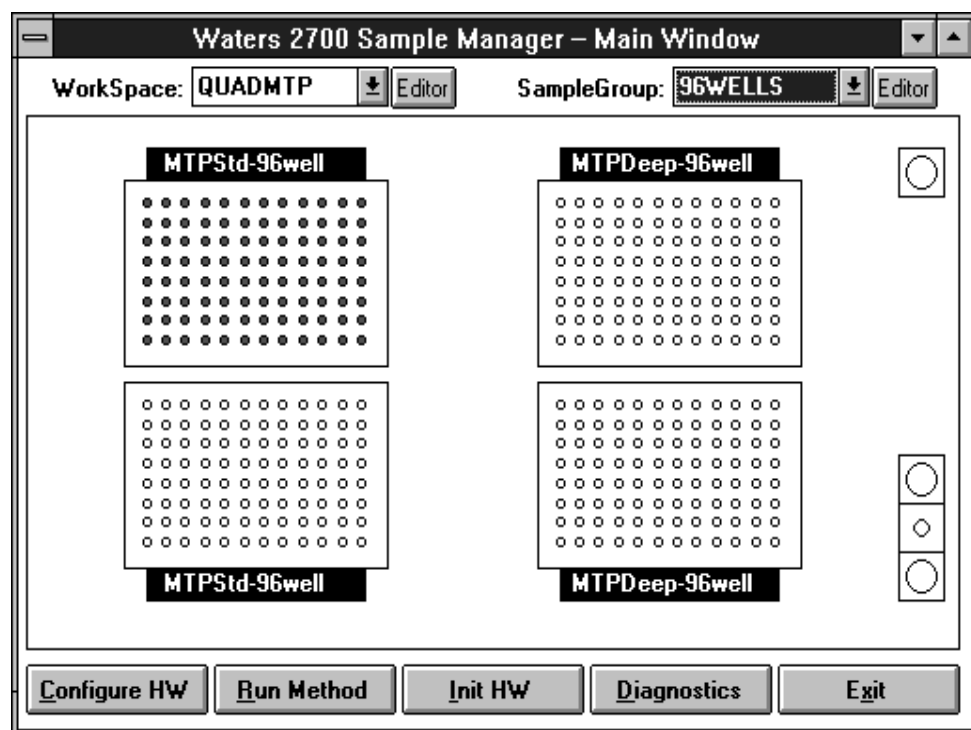 Waters 2700 Sample Manager – Main Window
WorkSpace: QUADMTP Editor SampleGroup: 96WELLS Editor
MTPStd-96well MTPDeep-96well
MTPStd-96well MTPDeep-96well
Configure HW Run Method Init HW Diagnostics Exit